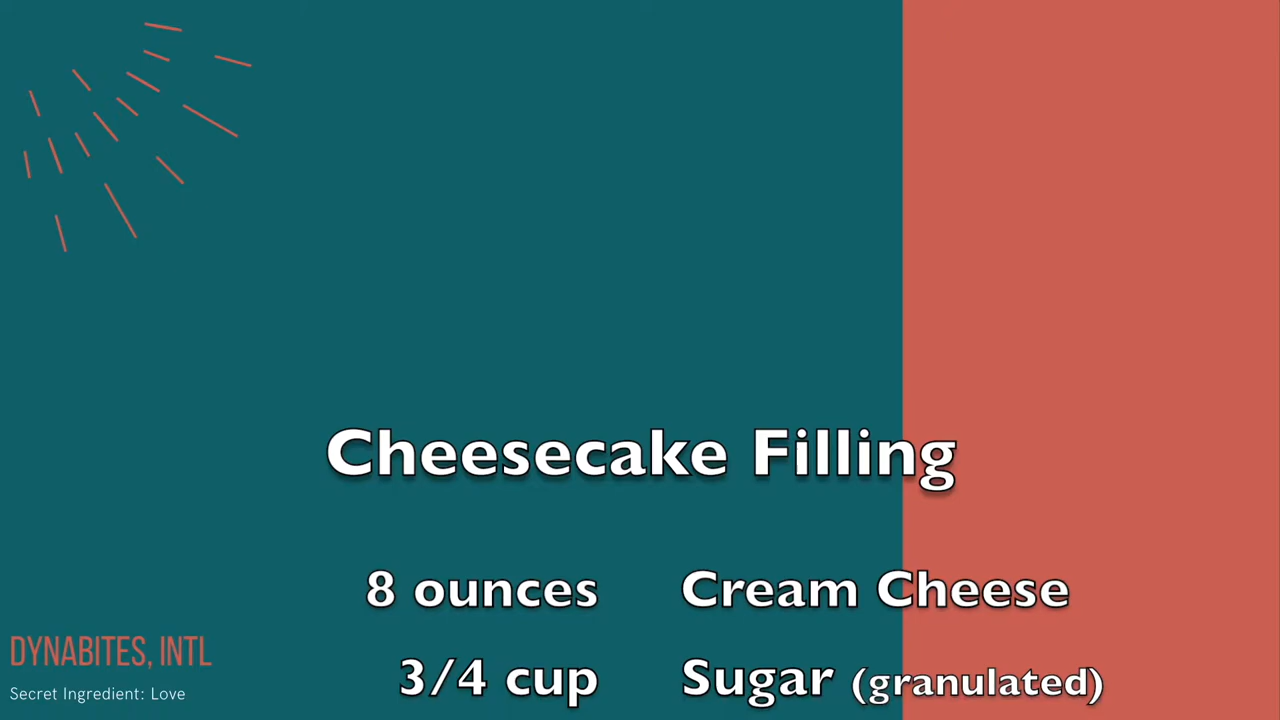 Cheesecake Filling
8 ounces Cream Cheese
3/4 cup Sugar (granulated)
DYNABITES, INTL
Secret Ingredient: Love